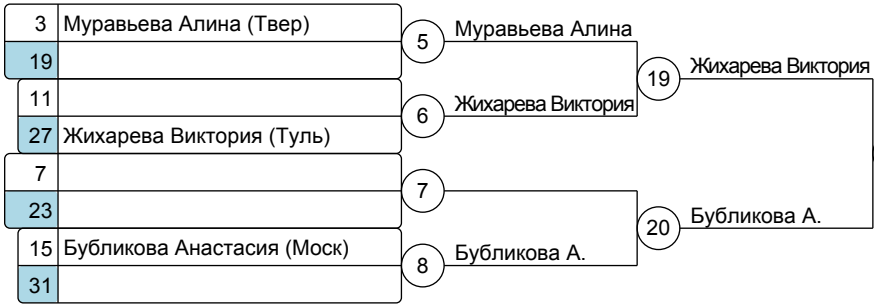 3 Муравьева Алина (Твер)
5 Муравьева Алина
19
19 Жихарева Виктория
11
6 Жихарева Виктория
27 Жихарева Виктория (Туль)
7
7
23
20 Бубликова А.
15 Бубликова Анастасия (Моск)
8 Бубликова А.
31